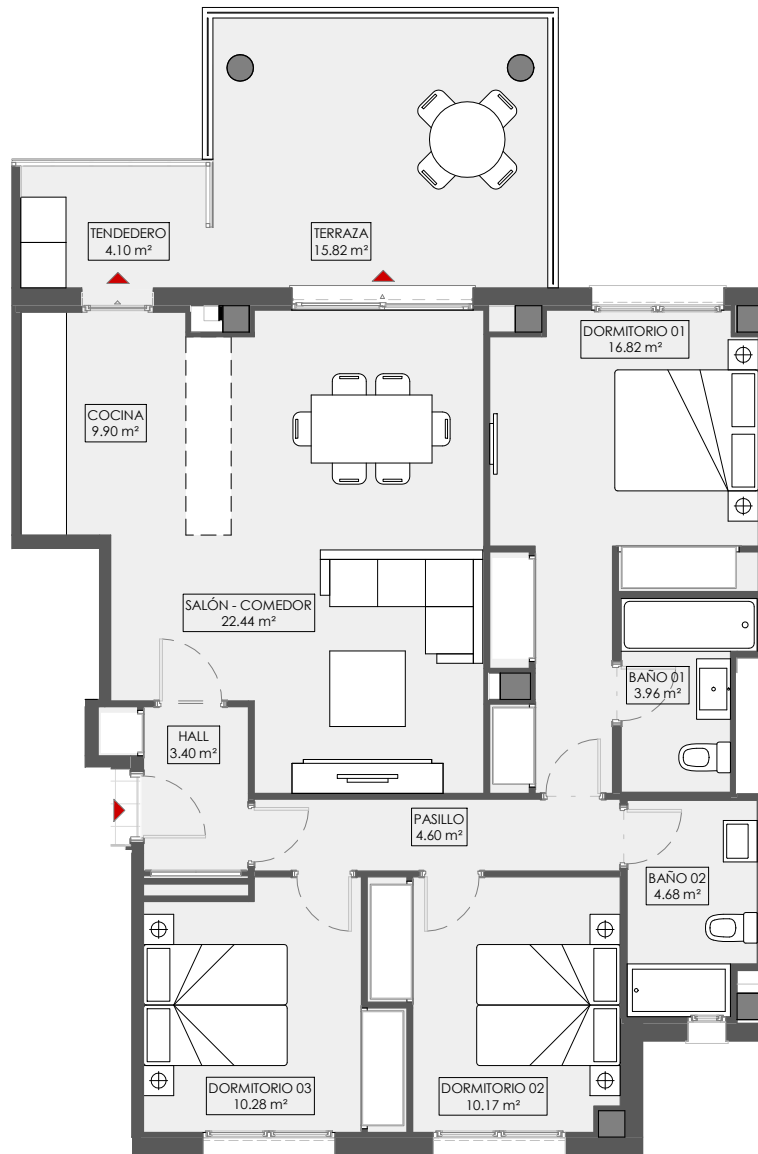 TENDEDERO
4.10 m²
TERRAZA
15.82 m²
DORMITORIO 01
16.82 m²
COCINA
9.90 m²
SALÓN - COMEDOR
22.44 m²
BAÑO 01
3.96 m²
HALL
3.40 m²
PASILLO
4.60 m²
BAÑO 02
4.68 m²
DORMITORIO 03
10.28 m²
DORMITORIO 02
10.17 m²